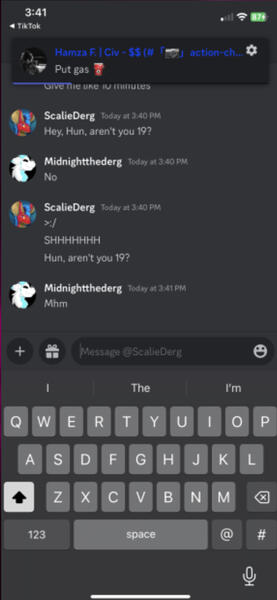 3:41
87
TikTok
Hamza F. | Civ - $$ (#「📷」action-ch...
Put gas ⛽
Give me like 10 minutes
ScalieDerg Today at 3:40 PM
Hey, Hun, aren't you 19?
Midnightthederg Today at 3:40 PM
No
ScalieDerg Today at 3:40 PM
>:/
SHHHHHHH
Hun, aren't you 19?
Midnightthederg Today at 3:41 PM
Mhm
Message @ScalieDerg
I The I'm
Q W E R T Y U I O P
A S D F G H J K L
Z X C V B N M
123 space @ #